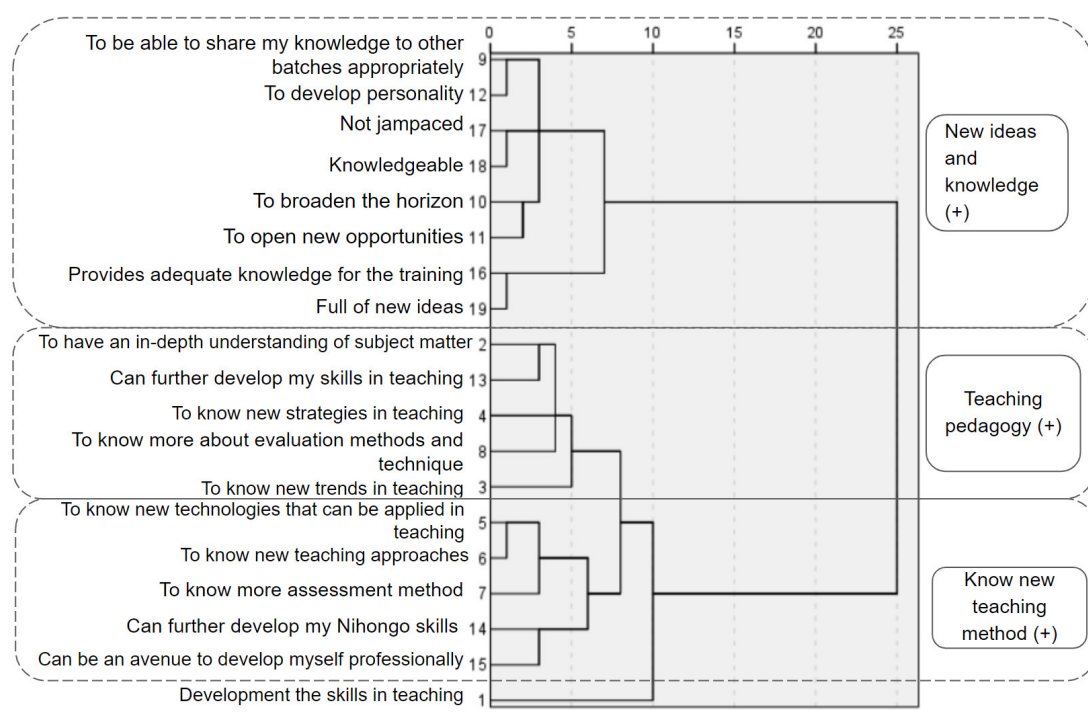 0 5 10 15 20 25
To be able to share my knowledge to other
batches appropriately 9
To develop personality 12
Not jampaced 17
Knowledgeable 18
To broaden the horizon 10
To open new opportunities 11
Provides adequate knowledge for the training 16
Full of new ideas 19
New ideas
and
knowledge
(+)
To have an in-depth understanding of subject matter 2
Can further develop my skills in teaching 13
To know new strategies in teaching 4
To know more about evaluation methods and
technique 8
To know new trends in teaching 3
Teaching
pedagogy (+)
To know new technologies that can be applied in
teaching 5
To know new teaching approaches 6
To know more assessment method 7
Can further develop my Nihongo skills 14
Can be an avenue to develop myself professionally 15
Know new
teaching
method (+)
Development the skills in teaching 1